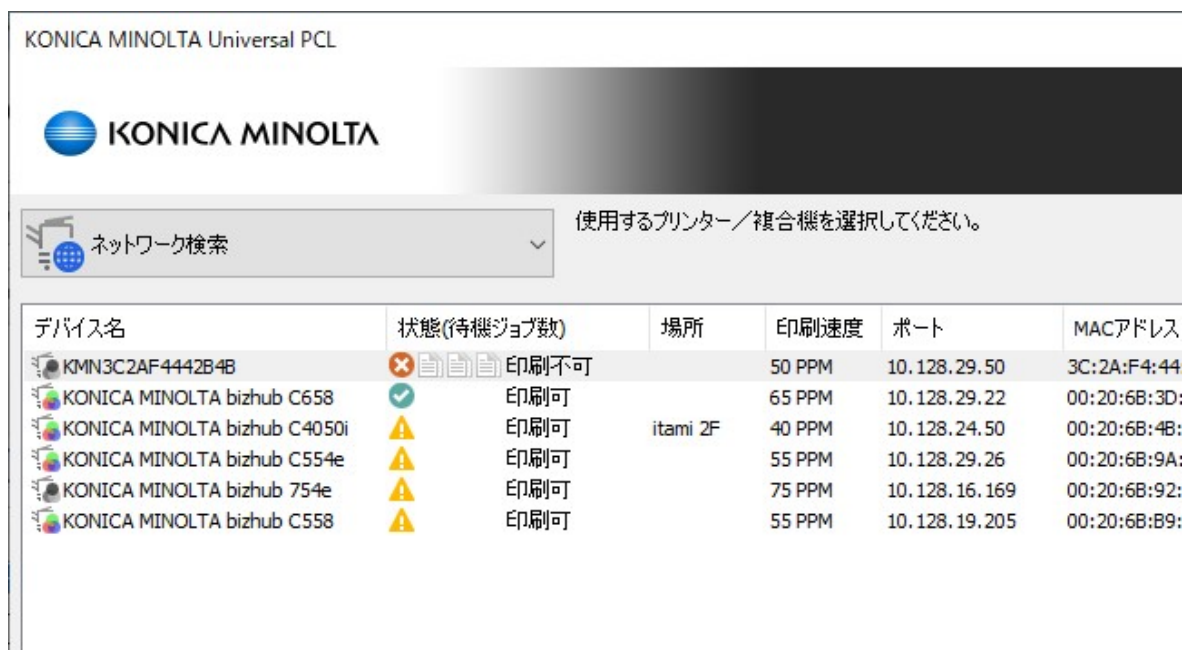 KONICA MINOLTA Universal PCL
KONICA MINOLTA
ネットワーク検索
使用するプリンター／複合機を選択してください。
デバイス名 状態(待機ジョブ数) 場所 印刷速度 ポート MACアドレス
KMN3C2AF4442B4B 印刷不可 50 PPM 10.128.29.50 3C:2A:F4:44
KONICA MINOLTA bizhub C658 印刷可 65 PPM 10.128.29.22 00:20:6B:3D:
KONICA MINOLTA bizhub C4050i 印刷可 itami 2F 40 PPM 10.128.24.50 00:20:6B:4B:
KONICA MINOLTA bizhub C554e 印刷可 55 PPM 10.128.29.26 00:20:6B:9A:
KONICA MINOLTA bizhub 754e 印刷可 75 PPM 10.128.16.169 00:20:6B:92:
KONICA MINOLTA bizhub C558 印刷可 55 PPM 10.128.19.205 00:20:6B:B9: